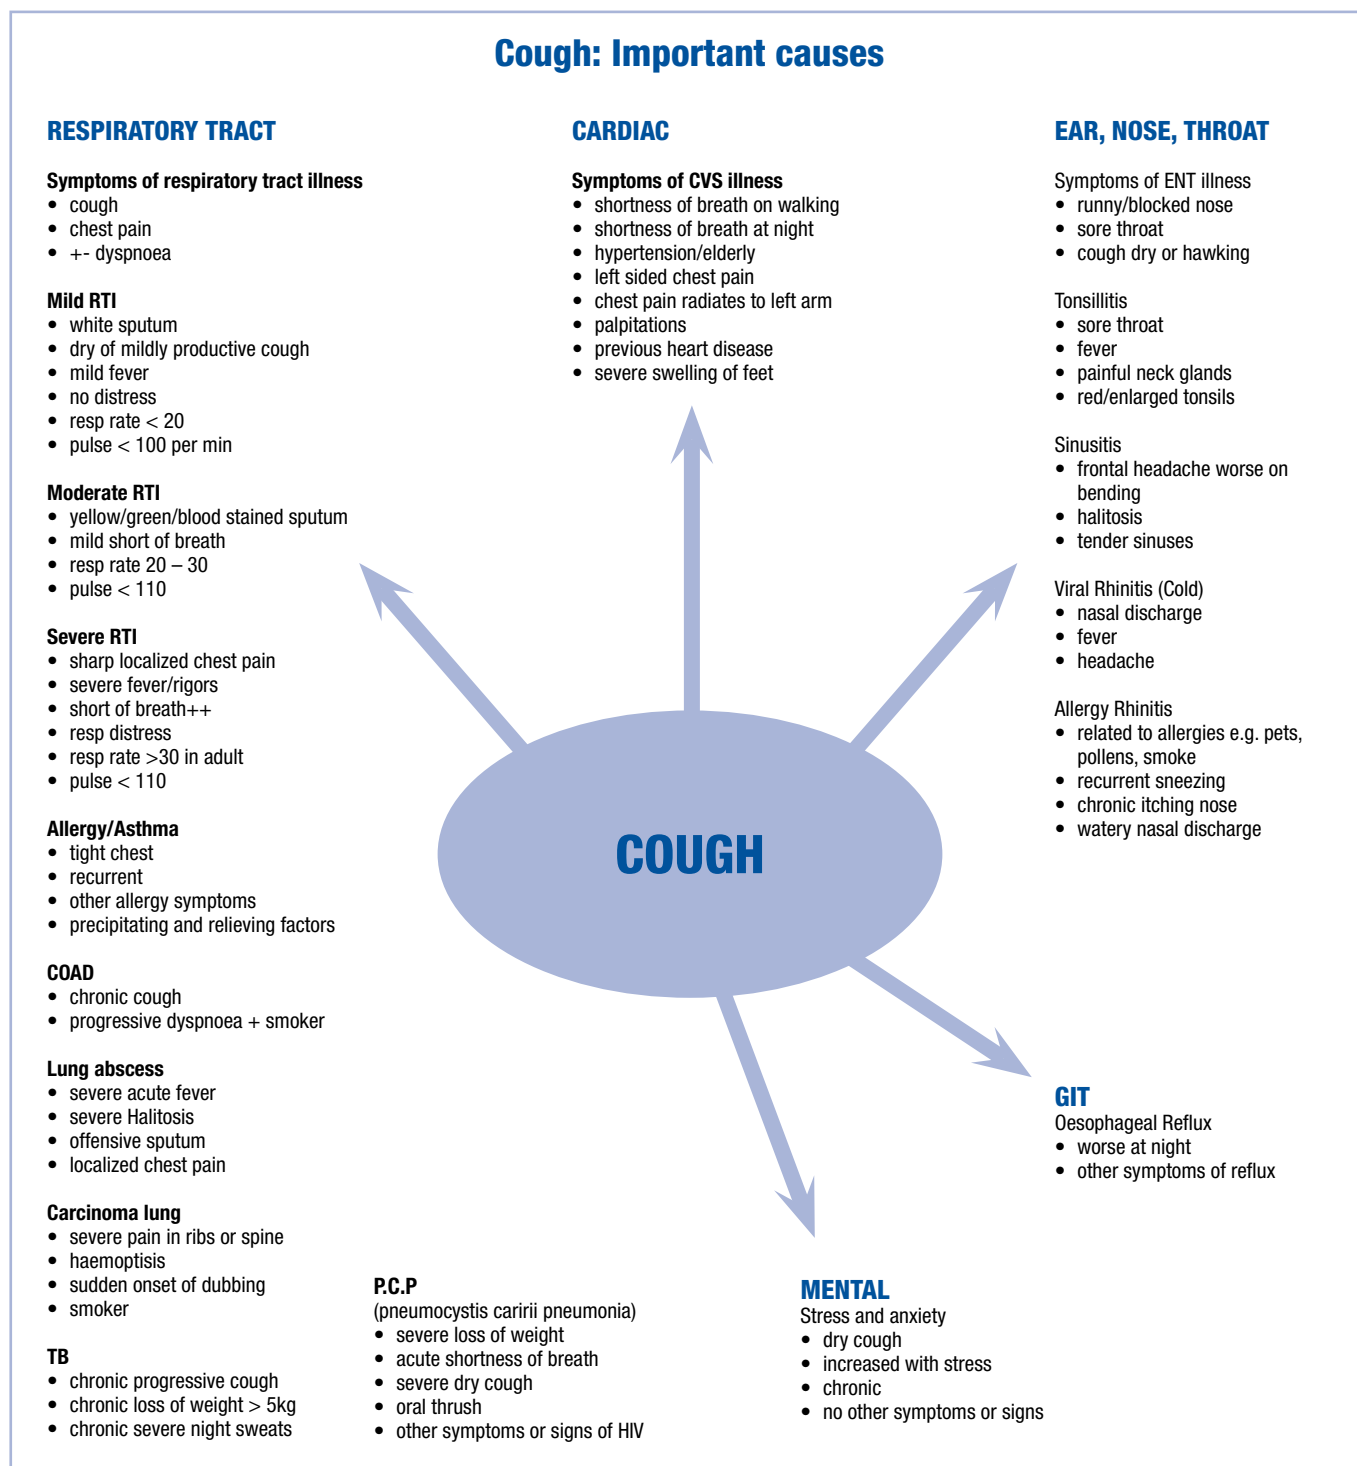 Cough: Important causes
RESPIRATORY TRACT
Symptoms of respiratory tract illness
• cough
• chest pain
• +- dyspnoea
Mild RTI
• white sputum
• dry of mildly productive cough
• mild fever
• no distress
• resp rate < 20
• pulse < 100 per min
Moderate RTI
• yellow/green/blood stained sputum
• mild short of breath
• resp rate 20 – 30
• pulse < 110
Severe RTI
• sharp localized chest pain
• severe fever/rigors
• short of breath++
• resp distress
• resp rate >30 in adult
• pulse < 110
Allergy/Asthma
• tight chest
• recurrent
• other allergy symptoms
• precipitating and relieving factors
COAD
• chronic cough
• progressive dyspnoea + smoker
Lung abscess
• severe acute fever
• severe Halitosis
• offensive sputum
• localized chest pain
Carcinoma lung
• severe pain in ribs or spine
• haemoptisis
• sudden onset of dubbing
• smoker
TB
• chronic progressive cough
• chronic loss of weight > 5kg
• chronic severe night sweats
P.C.P
(pneumocystis caririi pneumonia)
• severe loss of weight
• acute shortness of breath
• severe dry cough
• oral thrush
• other symptoms or signs of HIV
CARDIAC
Symptoms of CVS illness
• shortness of breath on walking
• shortness of breath at night
• hypertension/elderly
• left sided chest pain
• chest pain radiates to left arm
• palpitations
• previous heart disease
• severe swelling of feet
COUGH
EAR, NOSE, THROAT
Symptoms of ENT illness
• runny/blocked nose
• sore throat
• cough dry or hawking
Tonsillitis
• sore throat
• fever
• painful neck glands
• red/enlarged tonsils
Sinusitis
• frontal headache worse on
bending
• halitosis
• tender sinuses
Viral Rhinitis (Cold)
• nasal discharge
• fever
• headache
Allergy Rhinitis
• related to allergies e.g. pets,
pollens, smoke
• recurrent sneezing
• chronic itching nose
• watery nasal discharge
GIT
Oesophageal Reflux
• worse at night
• other symptoms of reflux
MENTAL
Stress and anxiety
• dry cough
• increased with stress
• chronic
• no other symptoms or signs